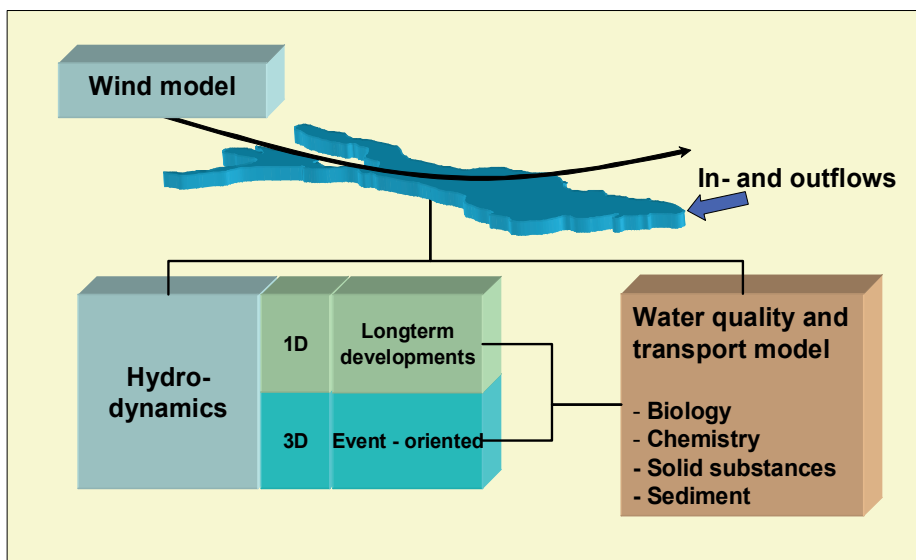 Wind model
In- and outflows
Hydro-
dynamics
1D
Longterm
developments
3D
Event - oriented
Water quality and
transport model
- Biology
- Chemistry
- Solid substances
- Sediment